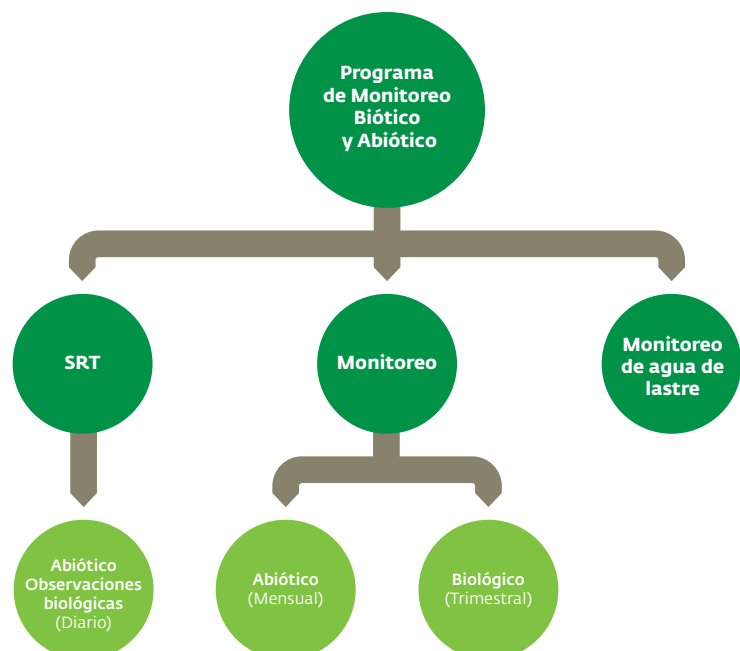 Programa
de Monitoreo
Biótico
y Abiótico
SRT
Monitoreo
Monitoreo
de agua de
lastre
Abiótico
Observaciones
biológicas
(Diario)
Abiótico
(Mensual)
Biológico
(Trimestral)